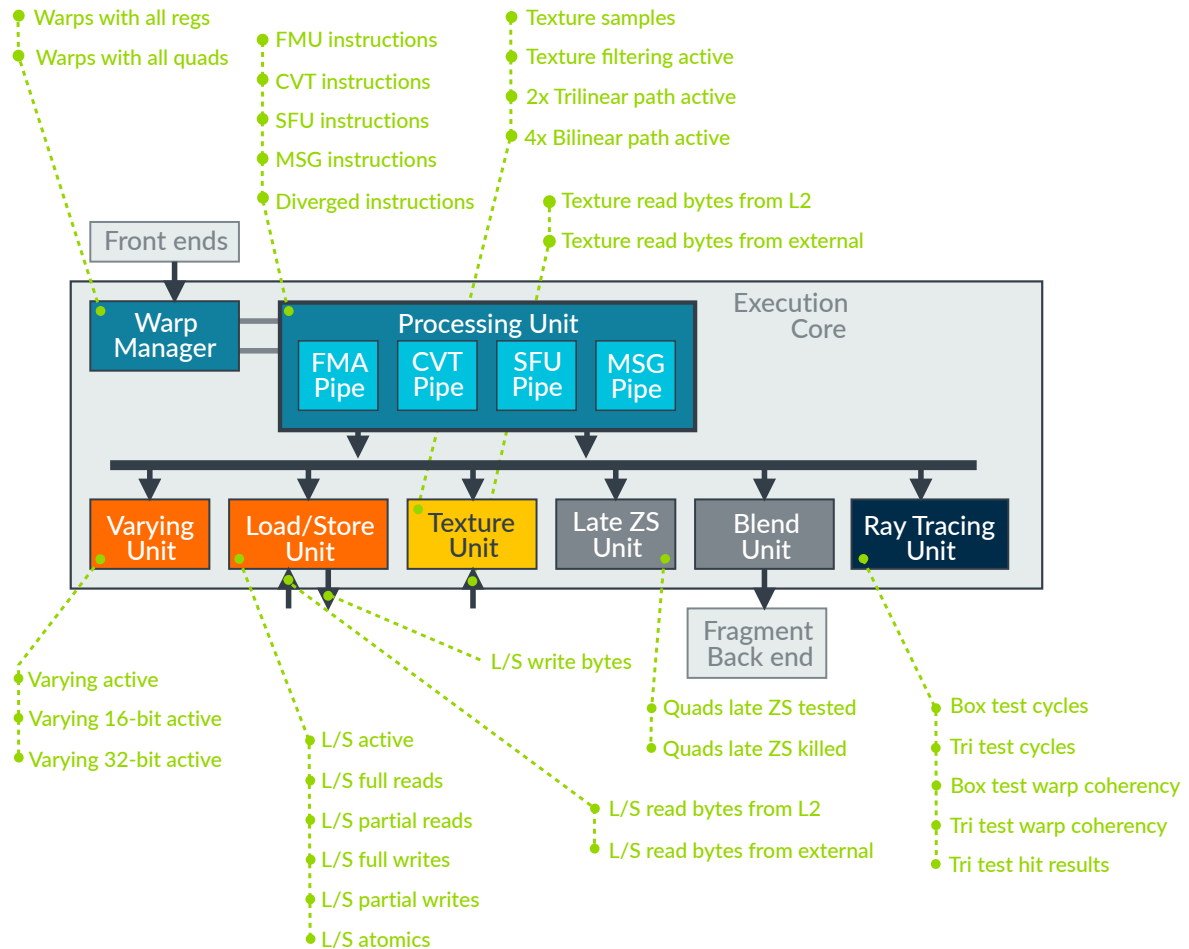 Warps with all regs
Warps with all quads
FMU instructions
CVT instructions
SFU instructions
MSG instructions
Diverged instructions
Texture samples
Texture filtering active
2x Trilinear path active
4x Bilinear path active
Texture read bytes from L2
Texture read bytes from external
Front ends
Execution
Core
Warp
Manager
Processing Unit
FMA
Pipe
CVT
Pipe
SFU
Pipe
MSG
Pipe
Varying
Unit
Load/Store
Unit
Texture
Unit
Late ZS
Unit
Blend
Unit
Ray Tracing
Unit
Fragment
Back end
L/S write bytes
Varying active
Varying 16-bit active
Varying 32-bit active
L/S active
L/S full reads
L/S partial reads
L/S full writes
L/S partial writes
L/S atomics
Quads late ZS tested
Quads late ZS killed
L/S read bytes from L2
L/S read bytes from external
Box test cycles
Tri test cycles
Box test warp coherency
Tri test warp coherency
Tri test hit results